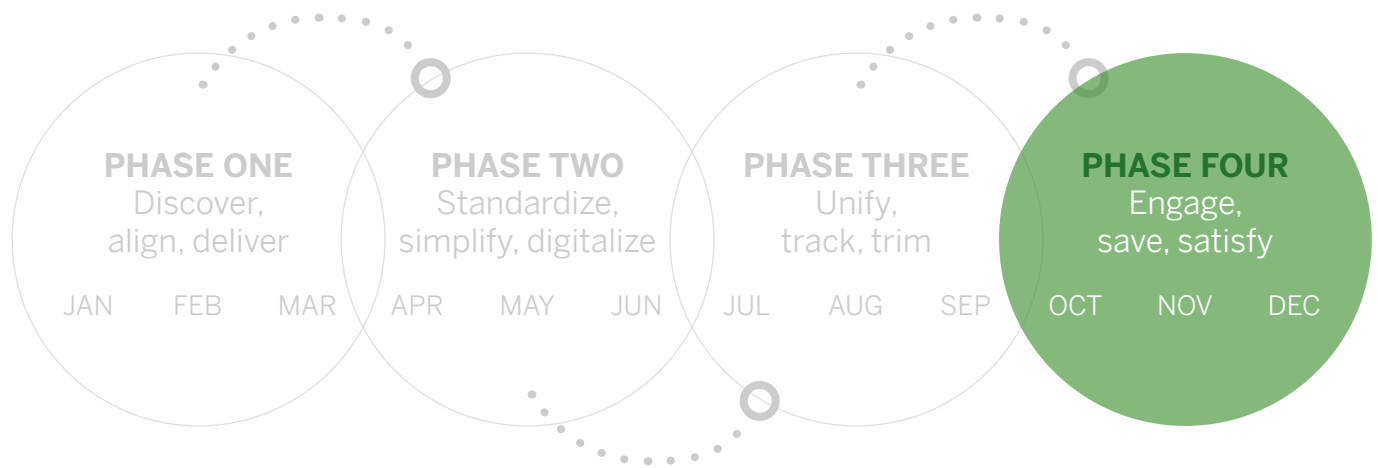 PHASE ONE
Discover,
align, deliver
JAN FEB MAR
PHASE TWO
Standardize,
simplify, digitalize
APR MAY JUN
PHASE THREE
Unify,
track, trim
JUL AUG SEP
PHASE FOUR
Engage,
save, satisfy
OCT NOV DEC